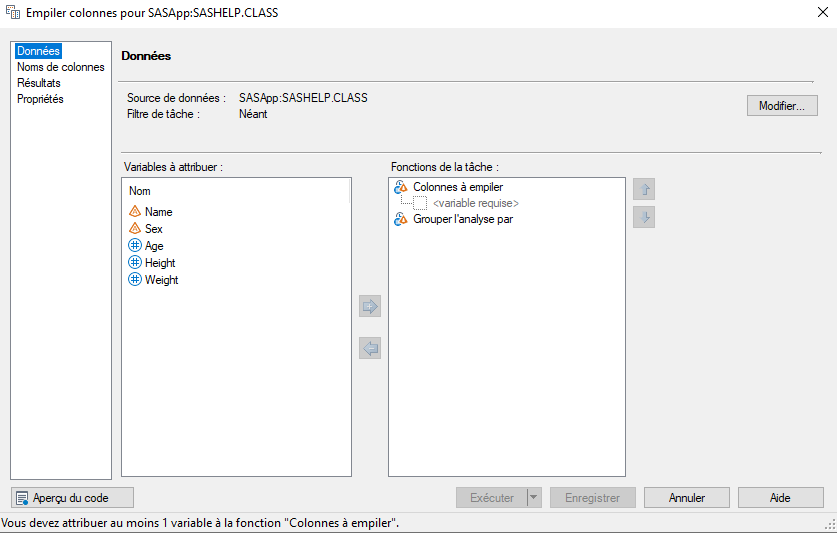 Empiler colonnes pour SASApp:SASHELP.CLASS
Données
Noms de colonnes
Résultats
Propriétés
Données
Source de données : SASApp:SASHELP.CLASS
Filtre de tâche : Néant
Modifier...
Variables à attribuer :
Nom
Name
Sex
Age
Height
Weight
Fonctions de la tâche :
Colonnes à empiler
<variable requise>
Grouper l'analyse par
Aperçu du code
Exécuter
Enregistrer
Annuler
Aide
Vous devez attribuer au moins 1 variable à la fonction "Colonnes à empiler".